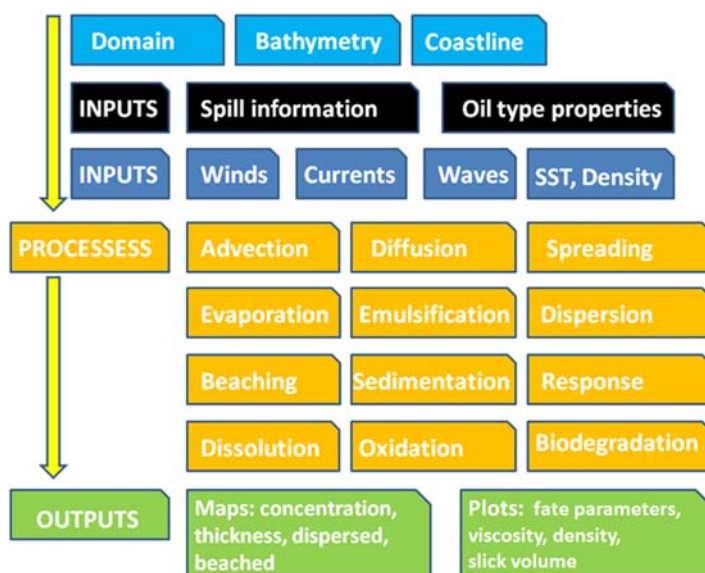 Domain
Bathymetry
Coastline
INPUTS
Spill information
Oil type properties
INPUTS
Winds
Currents
Waves
SST, Density
PROCESSESS
Advection
Diffusion
Spreading
Evaporation
Emulsification
Dispersion
Beaching
Sedimentation
Response
Dissolution
Oxidation
Biodegradation
OUTPUTS
Maps: concentration,
thickness, dispersed,
beached
Plots: fate parameters,
viscosity, density,
slick volume